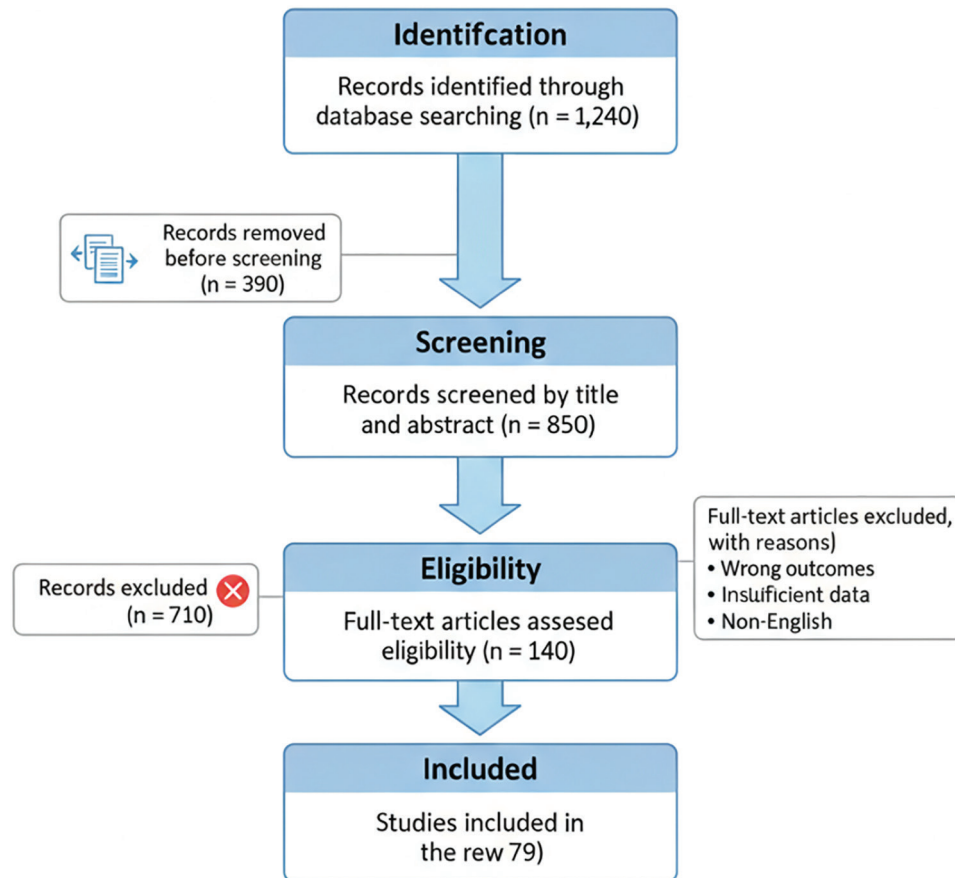 Identifcation
Records identified through
database searching (n = 1,240)
Records removed
before screening
(n = 390)
Screening
Records screened by title
and abstract (n = 850)
Full-text articles excluded,
with reasons)
• Wrong outcomes
• Insufficient data
• Non-English
Records excluded
(n = 710)
Eligibility
Full-text articles assesed
eligibility (n = 140)
Included
Studies included in
the rew 79)